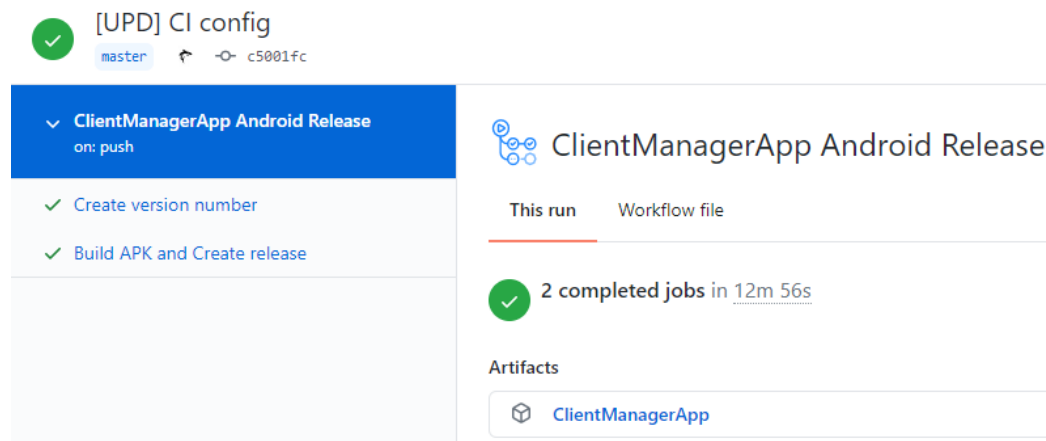 [UPD] CI config
master c5001fc
ClientManagerApp Android Release
on: push
Create version number
Build APK and Create release
ClientManagerApp Android Release
This run Workflow file
2 completed jobs in 12m 56s
Artifacts
ClientManagerApp